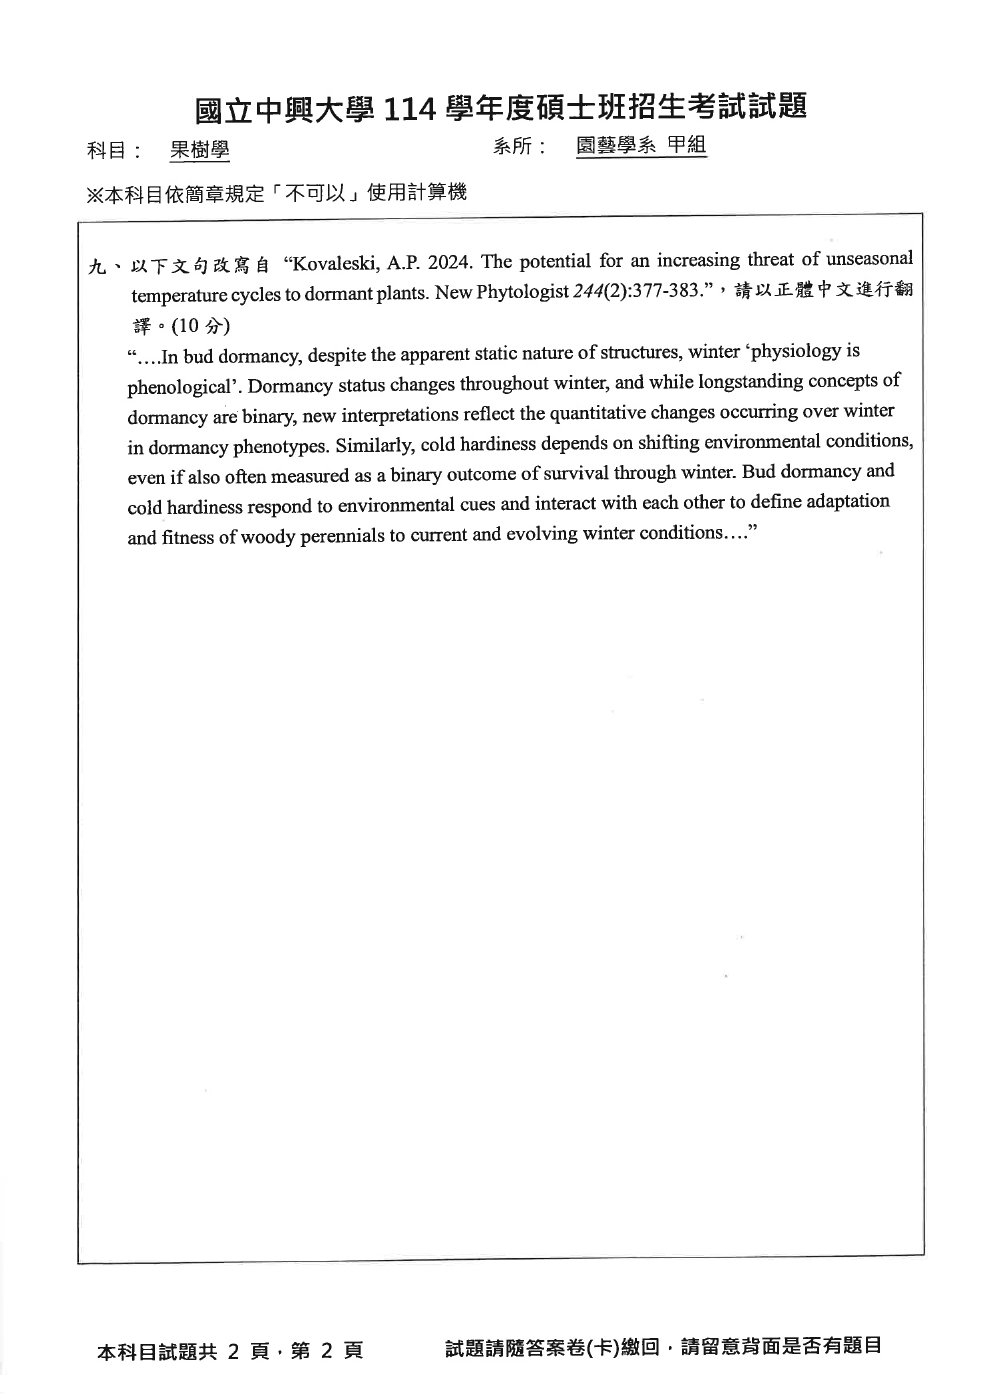 國立中興大學 114 學年度碩士班招生考試試題
科目： 果樹學 系所： 園藝學系 甲組
※本科目依簡章規定「不可以」使用計算機
九、以下文句改寫自 “Kovaleski, A.P. 2024. The potential for an increasing threat of unseasonal
temperature cycles to dormant plants. New Phytologist 244(2):377-383.”，請以正體中文進行翻
譯。(10 分)
“….In bud dormancy, despite the apparent static nature of structures, winter ‘physiology is
phenological’. Dormancy status changes throughout winter, and while longstanding concepts of
dormancy are binary, new interpretations reflect the quantitative changes occurring over winter
in dormancy phenotypes. Similarly, cold hardiness depends on shifting environmental conditions,
even if also often measured as a binary outcome of survival through winter. Bud dormancy and
cold hardiness respond to environmental cues and interact with each other to define adaptation
and fitness of woody perennials to current and evolving winter conditions….”
本科目試題共 2 頁，第 2 頁 試題請隨答案卷(卡)繳回，請留意背面是否有題目